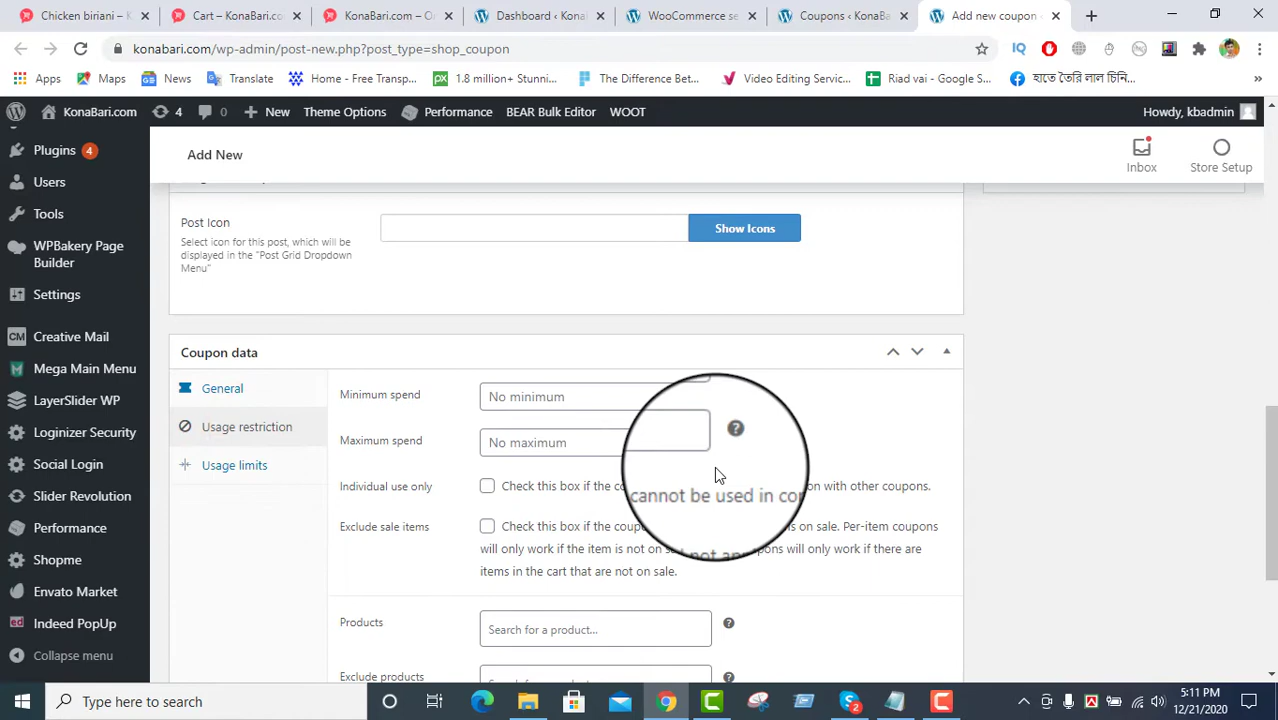 Chicken biriani – K
Cart – KonaBari.com
KonaBari.com – O
Dashboard ‹ Kona
WooCommerce se
Coupons ‹ KonaBa
Add new coupon ‹
konabari.com/wp-admin/post-new.php?post_type=shop_coupon
Apps
Maps
News
Translate
Home - Free Transp...
1.8 million+ Stunni...
The Difference Bet...
Video Editing Servic...
Riad vai - Google S...
হাতে তৈরি লাল চিনি...
KonaBari.com
4
0
New
Theme Options
Performance
BEAR Bulk Editor
WOOT
Howdy, kbadmin
Plugins 4
Users
Tools
WPBakery Page
Builder
Settings
Creative Mail
Mega Main Menu
LayerSlider WP
Loginizer Security
Social Login
Slider Revolution
Performance
Shopme
Envato Market
Indeed PopUp
Collapse menu
Add New
Inbox
Store Setup
Post Icon
Select icon for this post, which will be
displayed in the "Post Grid Dropdown
Menu"
Show Icons
Coupon data
General
Usage restriction
Usage limits
Minimum spend
No minimum
Maximum spend
No maximum
Individual use only
Check this box if the co
cannot be used in con
on with other coupons.
Exclude sale items
Check this box if the coupo
s on sale. Per-item coupons
will only work if the item is not on sa
not app
pons will only work if there are
items in the cart that are not on sale.
Products
Search for a product...
Exclude products
Type here to search
2
5:11 PM
12/21/2020